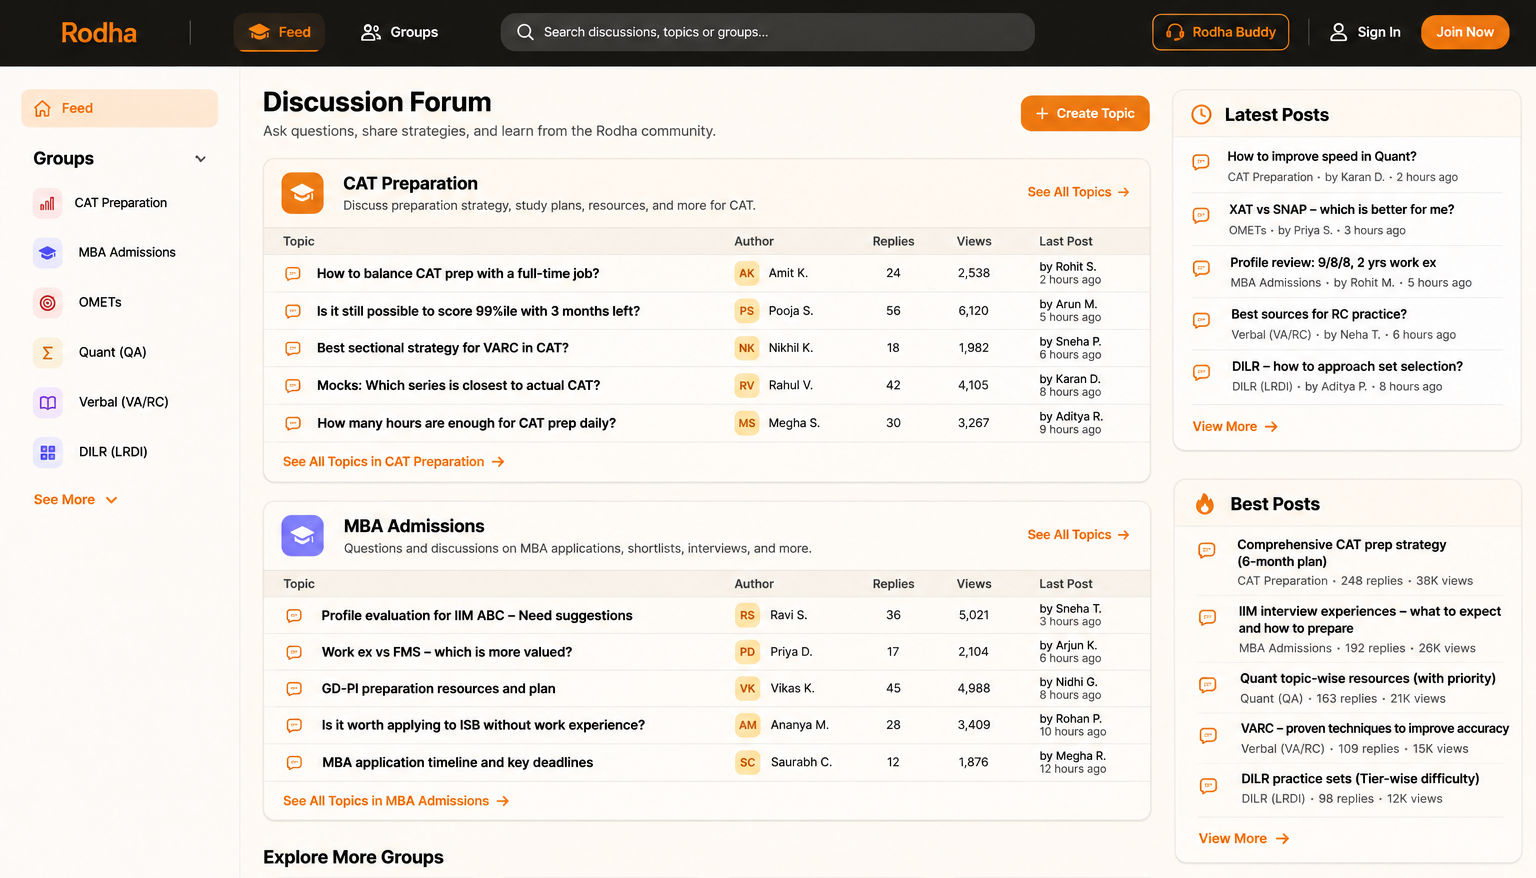 Rodha
Feed
Groups
Search discussions, topics or groups...
Rodha Buddy
Sign In
Join Now
Feed
Groups
CAT Preparation
MBA Admissions
OMETs
Quant (QA)
Verbal (VA/RC)
DILR (LRDI)
See More
Discussion Forum
Ask questions, share strategies, and learn from the Rodha community.
+ Create Topic
CAT Preparation
Discuss preparation strategy, study plans, resources, and more for CAT.
See All Topics →
Topic Author Replies Views Last Post
How to balance CAT prep with a full-time job? AK Amit K. 24 2,538 by Rohit S.
2 hours ago
Is it still possible to score 99%ile with 3 months left? PS Pooja S. 56 6,120 by Arun M.
5 hours ago
Best sectional strategy for VARC in CAT? NK Nikhil K. 18 1,982 by Sneha P.
6 hours ago
Mocks: Which series is closest to actual CAT? RV Rahul V. 42 4,105 by Karan D.
8 hours ago
How many hours are enough for CAT prep daily? MS Megha S. 30 3,267 by Aditya R.
9 hours ago
See All Topics in CAT Preparation →
MBA Admissions
Questions and discussions on MBA applications, shortlists, interviews, and more.
See All Topics →
Topic Author Replies Views Last Post
Profile evaluation for IIM ABC – Need suggestions RS Ravi S. 36 5,021 by Sneha T.
3 hours ago
Work ex vs FMS – which is more valued? PD Priya D. 17 2,104 by Arjun K.
6 hours ago
GD-PI preparation resources and plan VK Vikas K. 45 4,988 by Nidhi G.
8 hours ago
Is it worth applying to ISB without work experience? AM Ananya M. 28 3,409 by Rohan P.
10 hours ago
MBA application timeline and key deadlines SC Saurabh C. 12 1,876 by Megha R.
12 hours ago
See All Topics in MBA Admissions →
Explore More Groups
Latest Posts
How to improve speed in Quant?
CAT Preparation • by Karan D. • 2 hours ago
XAT vs SNAP – which is better for me?
OMETs • by Priya S. • 3 hours ago
Profile review: 9/8/8, 2 yrs work ex
MBA Admissions • by Rohit M. • 5 hours ago
Best sources for RC practice?
Verbal (VA/RC) • by Neha T. • 6 hours ago
DILR – how to approach set selection?
DILR (LRDI) • by Aditya P. • 8 hours ago
View More →
Best Posts
Comprehensive CAT prep strategy
(6-month plan)
CAT Preparation • 248 replies • 38K views
IIM interview experiences – what to expect
and how to prepare
MBA Admissions • 192 replies • 26K views
Quant topic-wise resources (with priority)
Quant (QA) • 163 replies • 21K views
VARC – proven techniques to improve accuracy
Verbal (VA/RC) • 109 replies • 15K views
DILR practice sets (Tier-wise difficulty)
DILR (LRDI) • 98 replies • 12K views
View More →